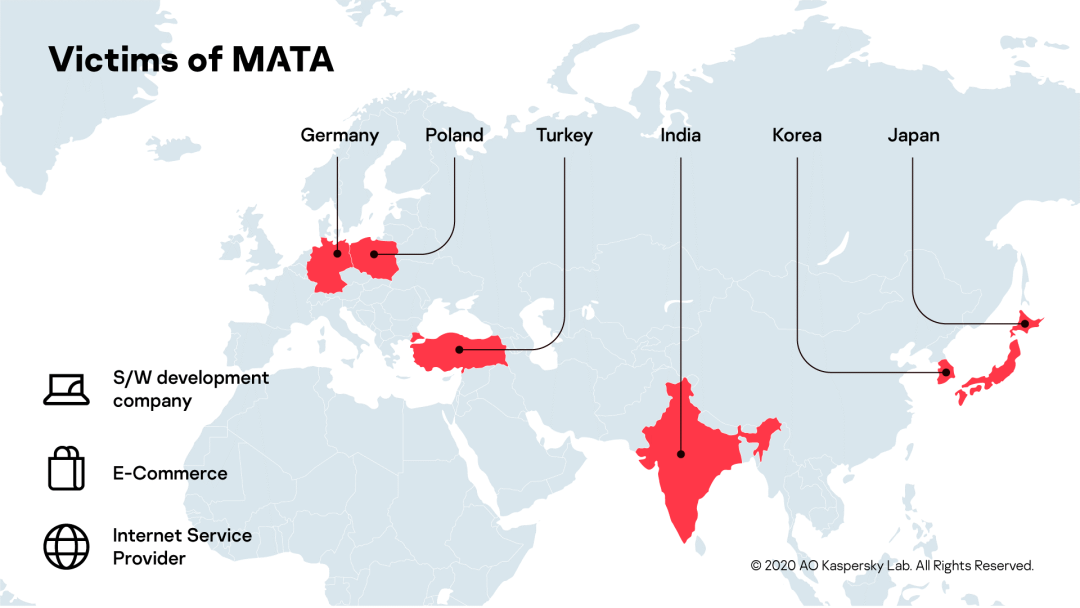 Victims of MATA
Germany
Poland
Turkey
India
Korea
Japan
S/W development
company
E-Commerce
Internet Service
Provider
© 2020 AO Kaspersky Lab. All Rights Reserved.